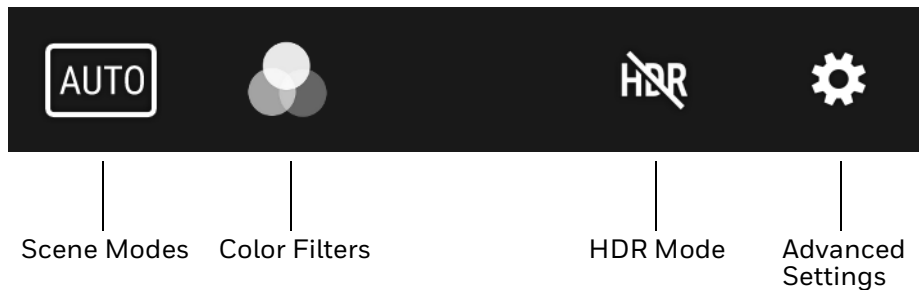 AUTO
HDR
Scene Modes
Color Filters
HDR Mode
Advanced
Settings